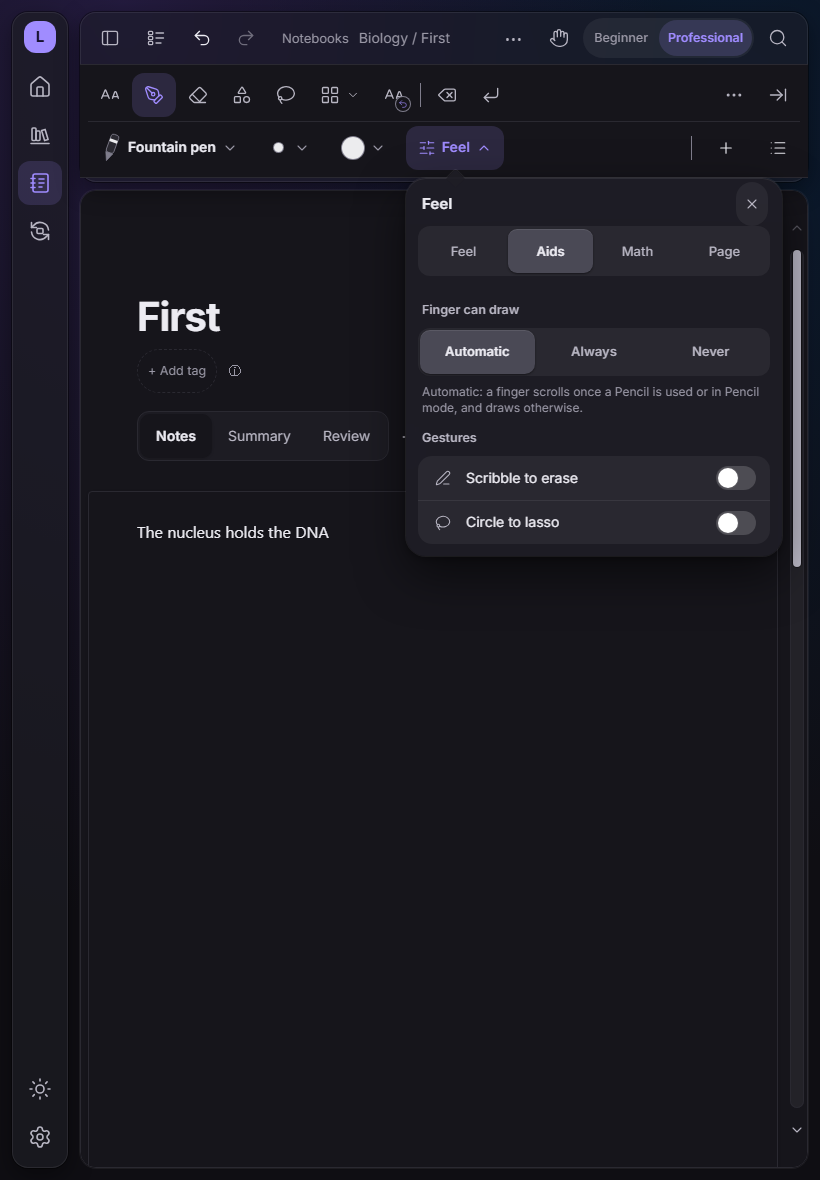 L
Notebooks Biology / First
Beginner Professional
AA
AA
Fountain pen
Feel
Feel
Feel Aids Math Page
Finger can draw
Automatic Always Never
Automatic: a finger scrolls once a Pencil is used or in Pencil
mode, and draws otherwise.
Gestures
Scribble to erase
Circle to lasso
First
+ Add tag
Notes Summary Review
The nucleus holds the DNA